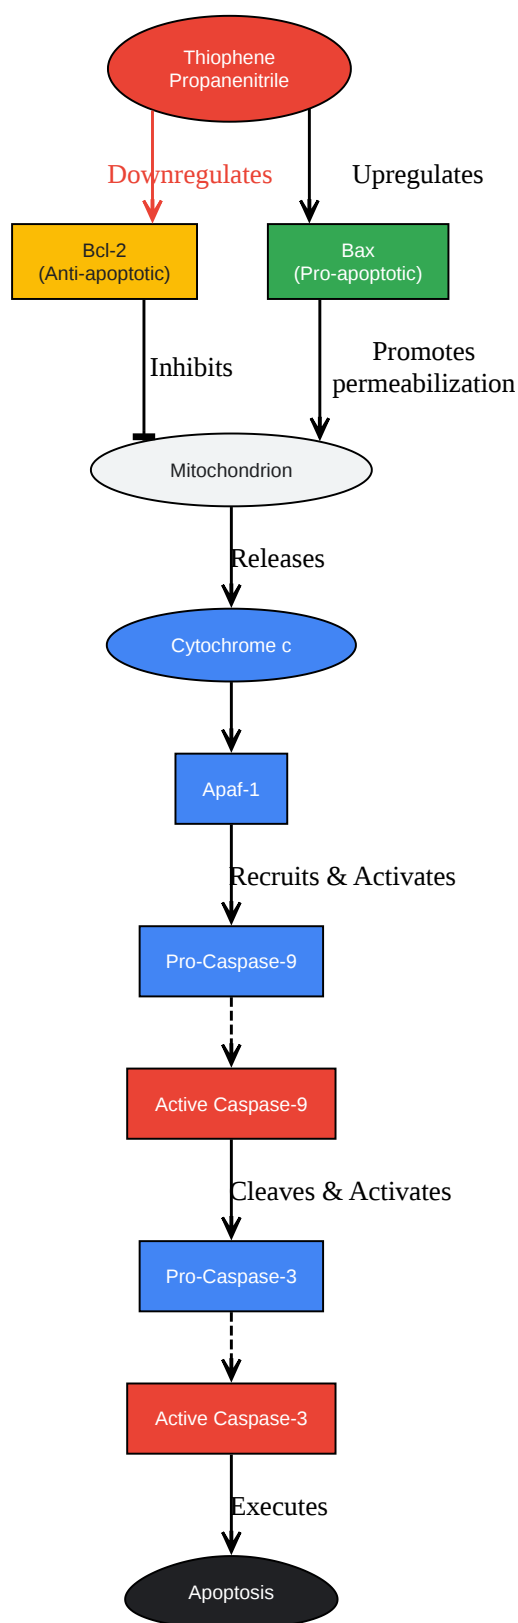 Thiophene
Propanenitrile
Downregulates
Upregulates
Bcl-2
(Anti-apoptotic)
Bax
(Pro-apoptotic)
Inhibits
Promotes
permeabilization
Mitochondrion
Releases
Cytochrome c
Apaf-1
Recruits & Activates
Pro-Caspase-9
Active Caspase-9
Cleaves & Activates
Pro-Caspase-3
Active Caspase-3
Executes
Apoptosis